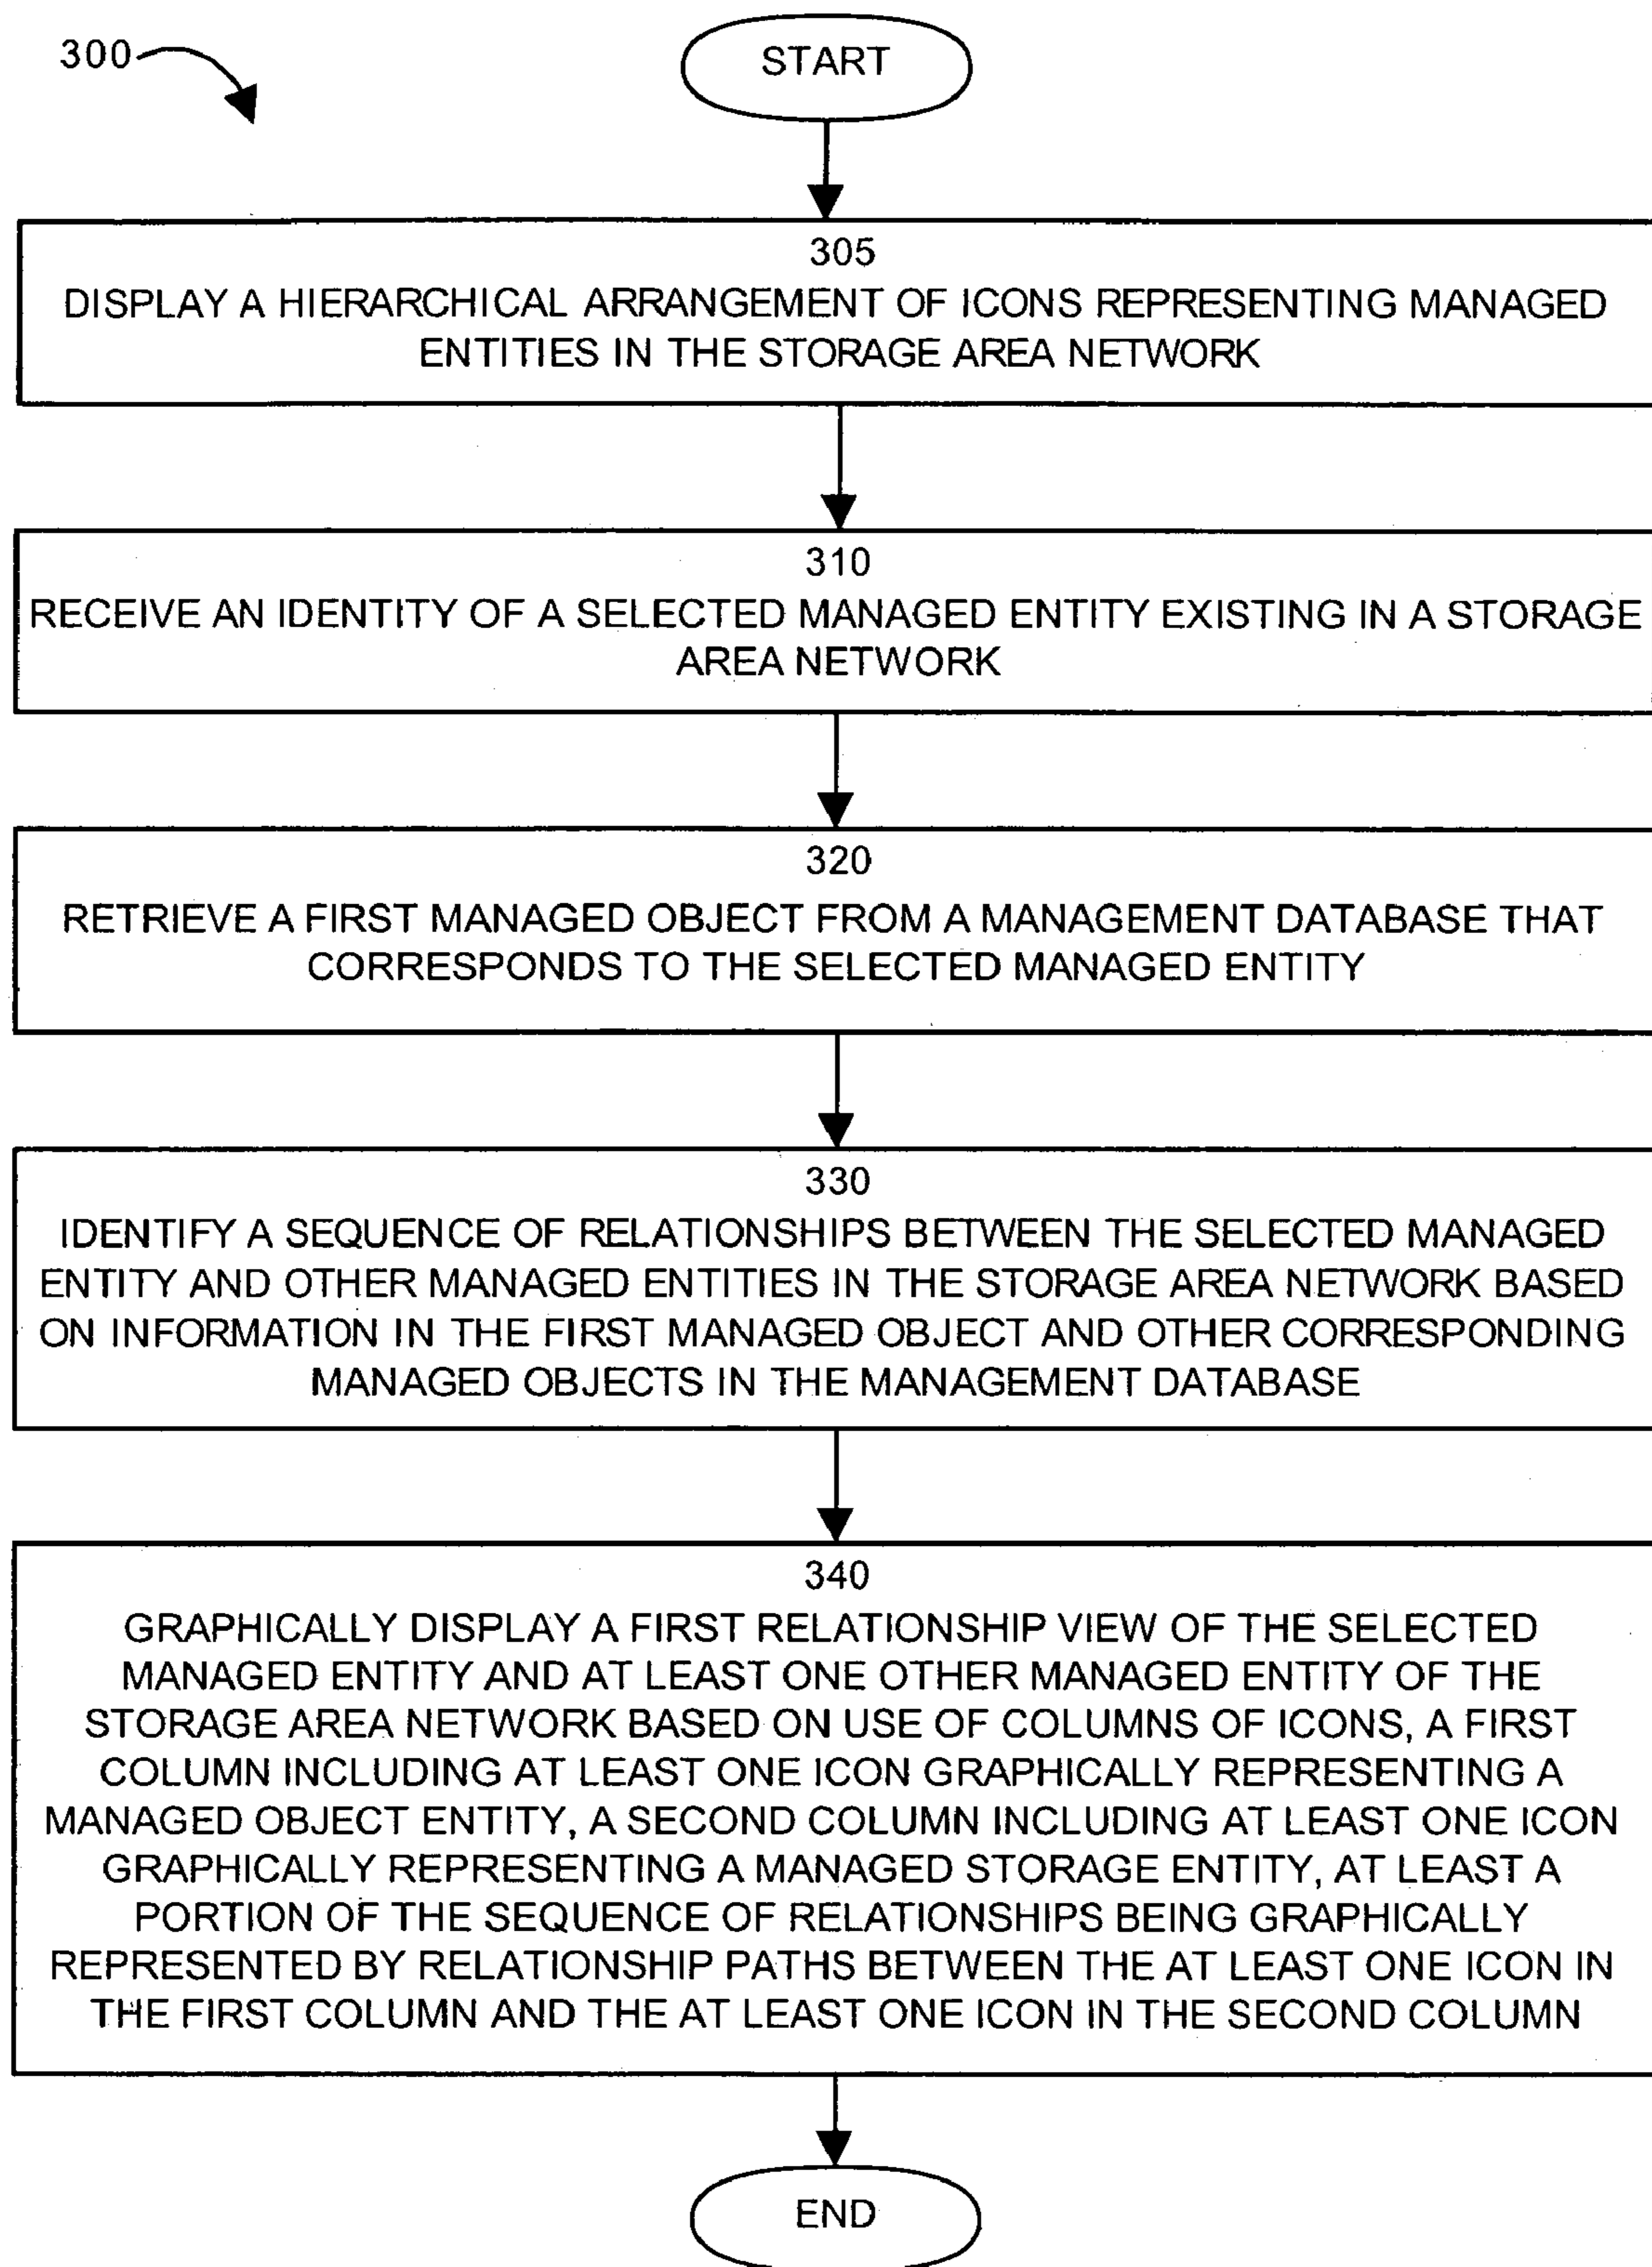 300
START
305
DISPLAY A HIERARCHICAL ARRANGEMENT OF ICONS REPRESENTING MANAGED
ENTITIES IN THE STORAGE AREA NETWORK
310
RECEIVE AN IDENTITY OF A SELECTED MANAGED ENTITY EXISTING IN A STORAGE
AREA NETWORK
320
RETRIEVE A FIRST MANAGED OBJECT FROM A MANAGEMENT DATABASE THAT
CORRESPONDS TO THE SELECTED MANAGED ENTITY
330
IDENTIFY A SEQUENCE OF RELATIONSHIPS BETWEEN THE SELECTED MANAGED
ENTITY AND OTHER MANAGED ENTITIES IN THE STORAGE AREA NETWORK BASED
ON INFORMATION IN THE FIRST MANAGED OBJECT AND OTHER CORRESPONDING
MANAGED OBJECTS IN THE MANAGEMENT DATABASE
340
GRAPHICALLY DISPLAY A FIRST RELATIONSHIP VIEW OF THE SELECTED
MANAGED ENTITY AND AT LEAST ONE OTHER MANAGED ENTITY OF THE
STORAGE AREA NETWORK BASED ON USE OF COLUMNS OF ICONS, A FIRST
COLUMN INCLUDING AT LEAST ONE ICON GRAPHICALLY REPRESENTING A
MANAGED OBJECT ENTITY, A SECOND COLUMN INCLUDING AT LEAST ONE ICON
GRAPHICALLY REPRESENTING A MANAGED STORAGE ENTITY, AT LEAST A
PORTION OF THE SEQUENCE OF RELATIONSHIPS BEING GRAPHICALLY
REPRESENTED BY RELATIONSHIP PATHS BETWEEN THE AT LEAST ONE ICON IN
THE FIRST COLUMN AND THE AT LEAST ONE ICON IN THE SECOND COLUMN
END